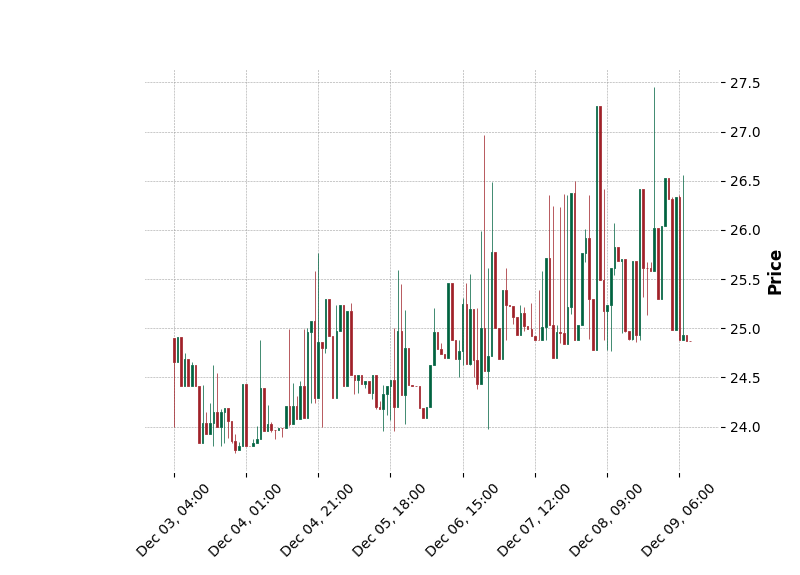 27.5
27.0
26.5
26.0
25.5
25.0
24.5
24.0
Price
Dec 03, 04:00
Dec 04, 01:00
Dec 04, 21:00
Dec 05, 18:00
Dec 06, 15:00
Dec 07, 12:00
Dec 08, 09:00
Dec 09, 06:00